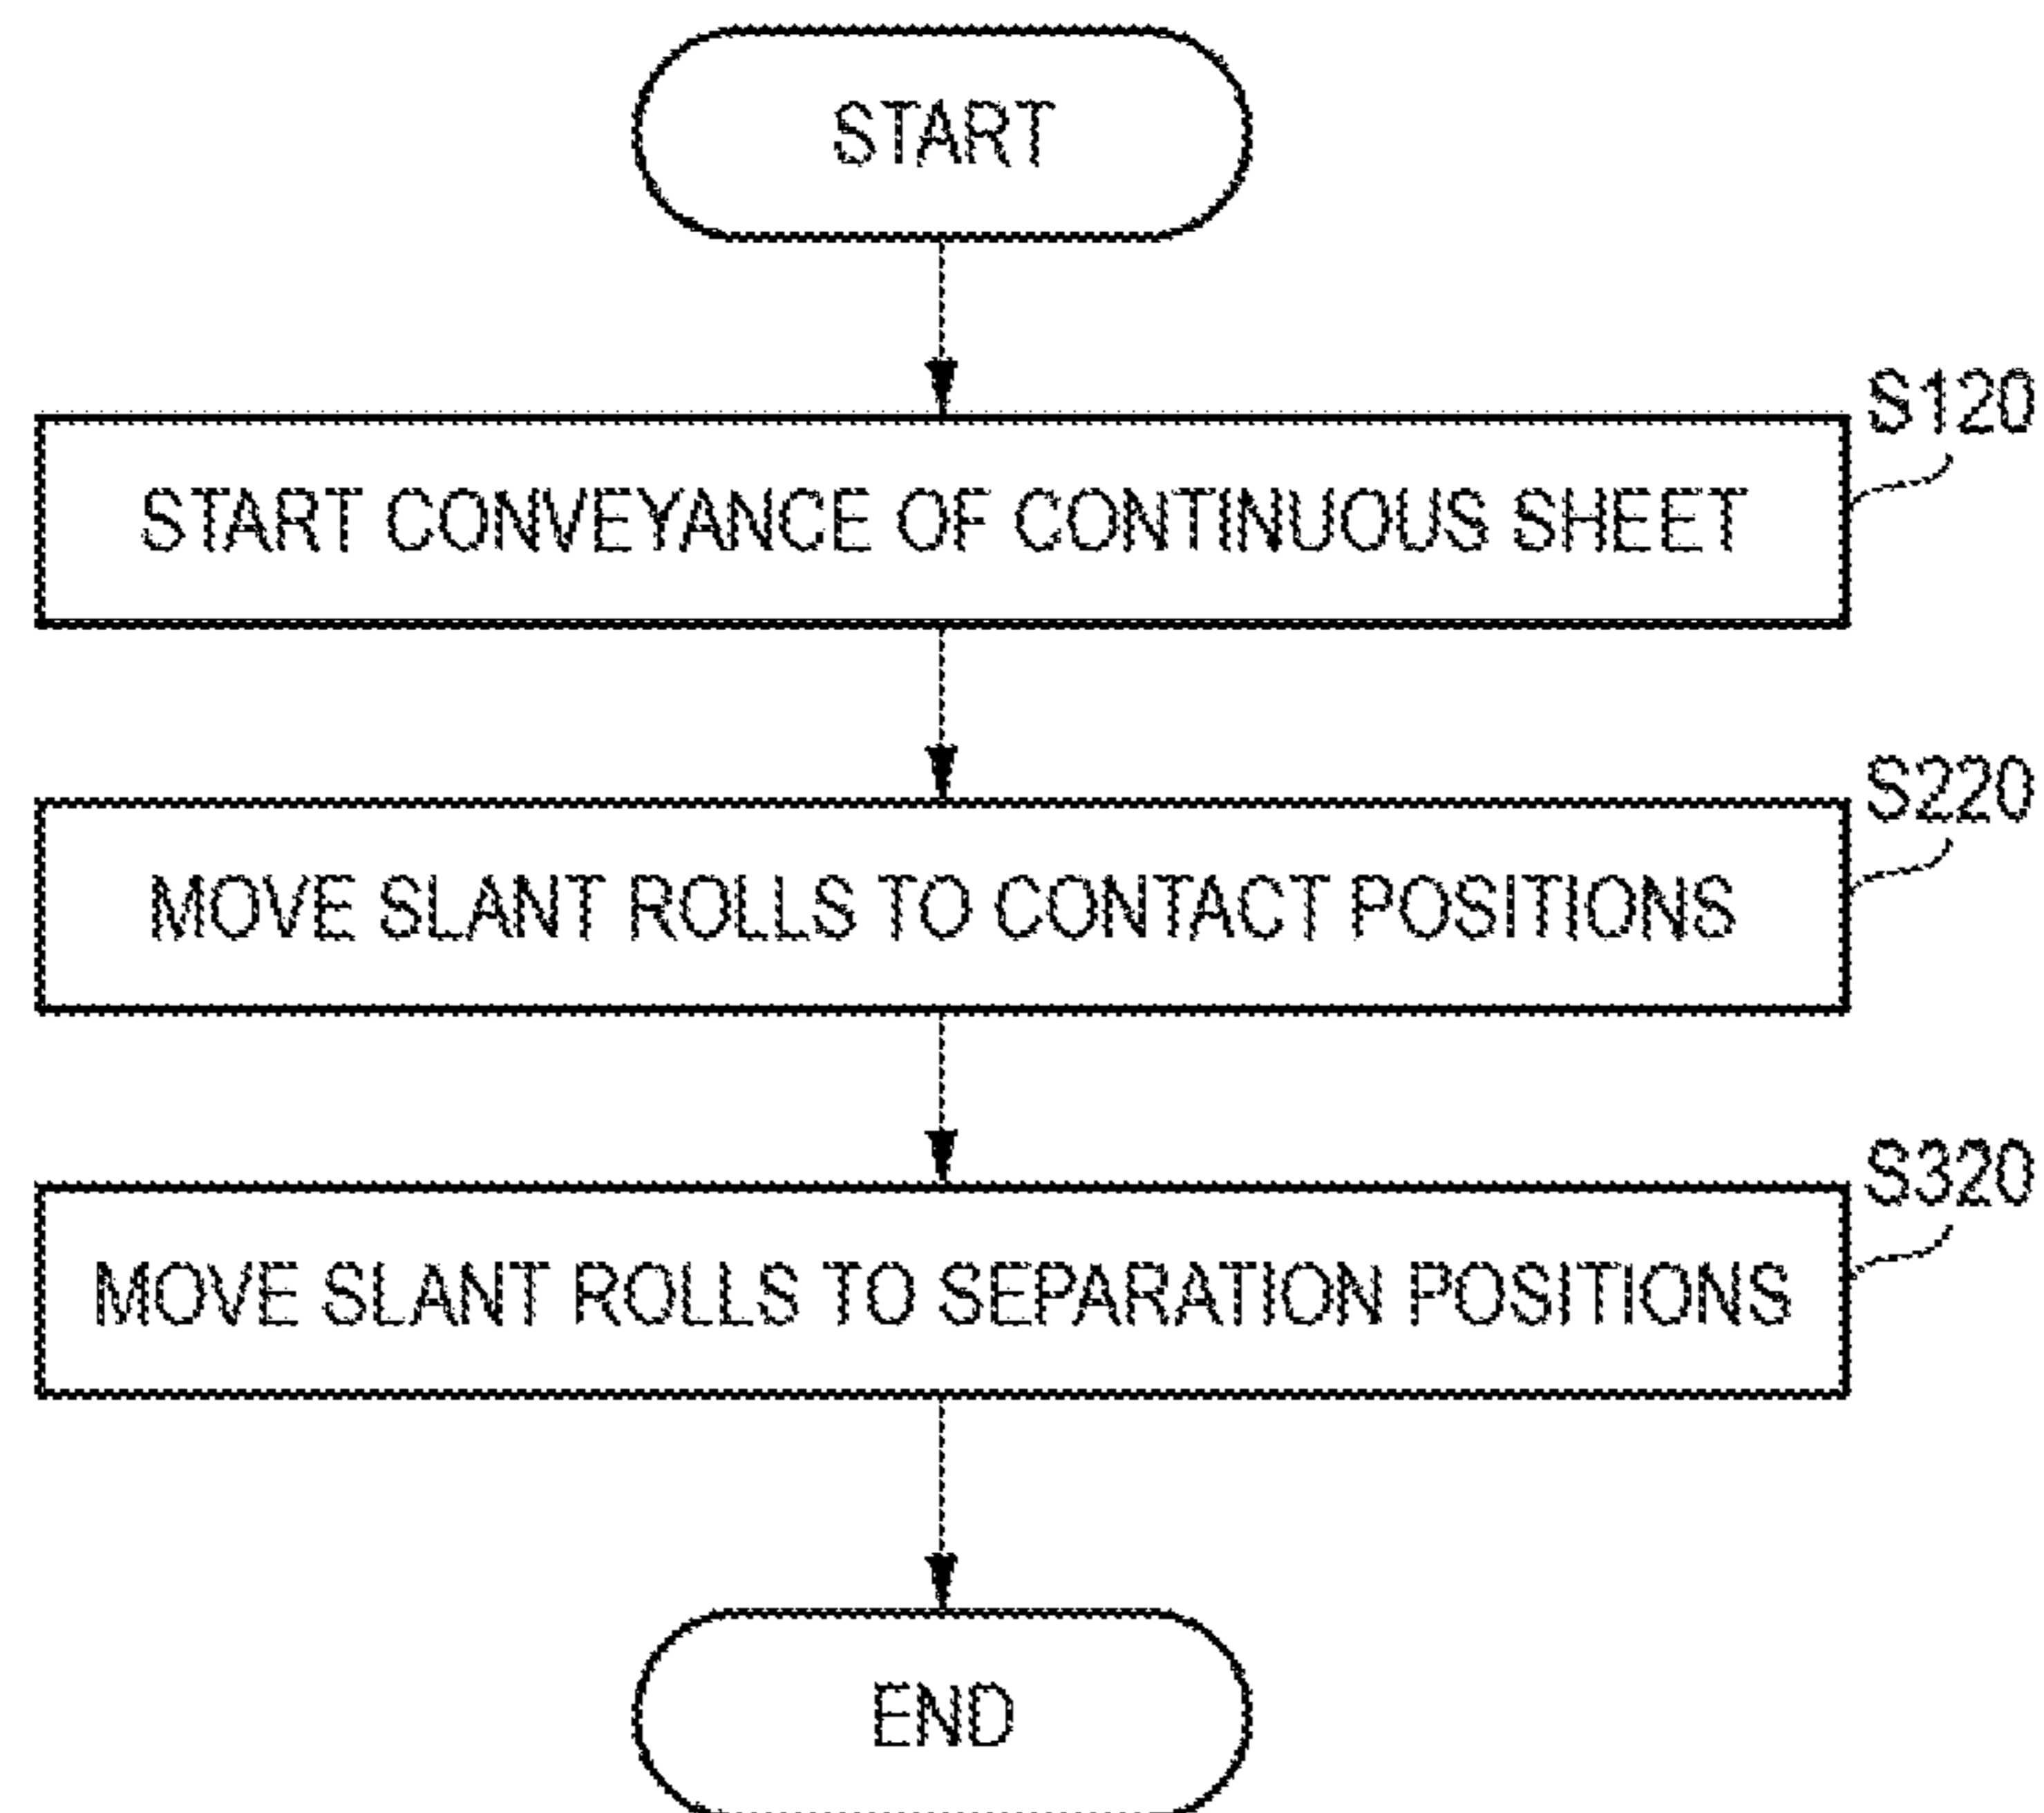 START
S120
START CONVEYANCE OF CONTINUOUS SHEET
S220
MOVE SLANT ROLLS TO CONTACT POSITIONS
S320
MOVE SLANT ROLLS TO SEPARATION POSITIONS
END